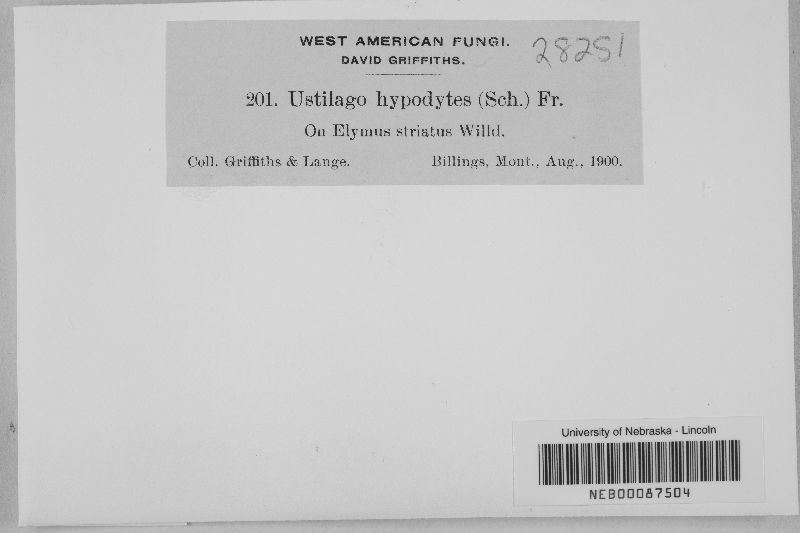 WEST AMERICAN FUNGI. 28251
DAVID GRIFFITHS.
201. Ustilago hypodytes (Sch.) Fr.
On Elymus striatus Willd.
Coll. Griffiths & Lange. Billings, Mont., Aug., 1900.
University of Nebraska - Lincoln
NEB00087504